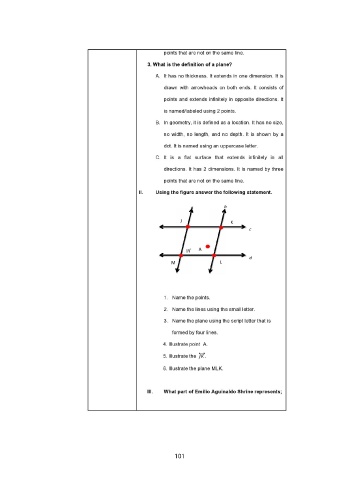 points that are not on the same line.
3. What is the definition of a plane?
A. It has no thickness. It extends in one dimension. It is
drawn with arrowheads on both ends. It consists of
points and extends infinitely in opposite directions. It
is named/labeled using 2 points.
B. In geometry, it is defined as a location. It has no size,
no width, no length, and no depth. It is shown by a
dot. It is named using an uppercase letter.
C. It is a flat surface that extends infinitely in all
directions. It has 2 dimensions. It is named by three
points that are not on the same line.
II. Using the figure answer the following statement.
J K
W
M L
1. Name the points.
2. Name the lines using the small letter.
3. Name the plane using the script letter that is
formed by four lines.
4. Illustrate point A.
5. Illustrate the JK.
6. Illustrate the plane MLK.
III. What part of Emilio Aguinaldo Shrine represents;
101